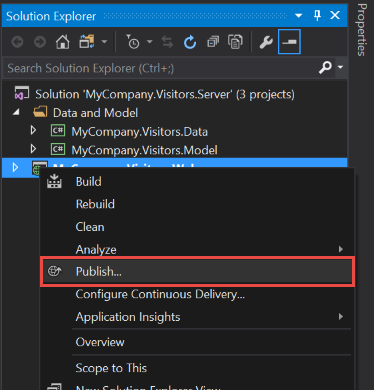 Solution Explorer
Properties
Search Solution Explorer (Ctrl+;)
Solution 'MyCompany.Visitors.Server' (3 projects)
Data and Model
C# MyCompany.Visitors.Data
C# MyCompany.Visitors.Model
Build
Rebuild
Clean
Analyze
Publish...
Configure Continuous Delivery...
Application Insights
Overview
Scope to This
New Solution Explorer View